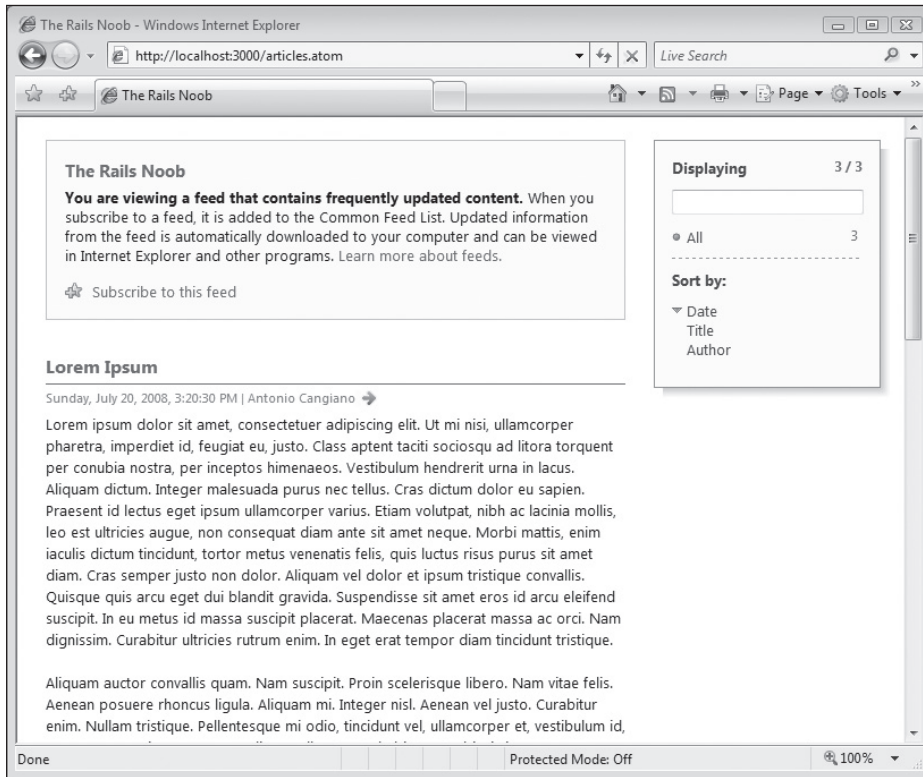 The Rails Noob - Windows Internet Explorer
http://localhost:3000/articles.atom
Live Search
The Rails Noob
Page
Tools
The Rails Noob
You are viewing a feed that contains frequently updated content. When you
subscribe to a feed, it is added to the Common Feed List. Updated information
from the feed is automatically downloaded to your computer and can be viewed
in Internet Explorer and other programs. Learn more about feeds.
Subscribe to this feed
Displaying 3 / 3
All 3
Sort by:
Date
Title
Author
Lorem Ipsum
Sunday, July 20, 2008, 3:20:30 PM | Antonio Cangiano
Lorem ipsum dolor sit amet, consectetuer adipiscing elit. Ut mi nisi, ullamcorper
pharetra, imperdiet id, feugiat eu, justo. Class aptent taciti sociosqu ad litora torquent
per conubia nostra, per inceptos himenaeos. Vestibulum hendrerit urna in lacus.
Aliquam dictum. Integer malesuada purus nec tellus. Cras dictum dolor eu sapien.
Praesent id lectus eget ipsum ullamcorper varius. Etiam volutpat, nibh ac lacinia mollis,
leo est ultricies augue, non consequat diam ante sit amet neque. Morbi mattis, enim
iaculis dictum tincidunt, tortor metus venenatis felis, quis luctus risus purus sit amet
diam. Cras semper justo non dolor. Aliquam vel dolor et ipsum tristique convallis.
Quisque quis arcu eget dui blandit gravida. Suspendisse sit amet eros id arcu eleifend
suscipit. In eu metus id massa suscipit placerat. Maecenas placerat massa ac orci. Nam
dignissim. Curabitur ultricies rutrum enim. In eget erat tempor diam tincidunt tristique.
Aliquam auctor convallis quam. Nam suscipit. Proin scelerisque libero. Nam vitae felis.
Aenean posuere rhoncus ligula. Aliquam mi. Integer nisl. Aenean vel justo. Curabitur
enim. Nullam tristique. Pellentesque mi odio, tincidunt vel, ullamcorper et, vestibulum id,
Done
Protected Mode: Off
100%